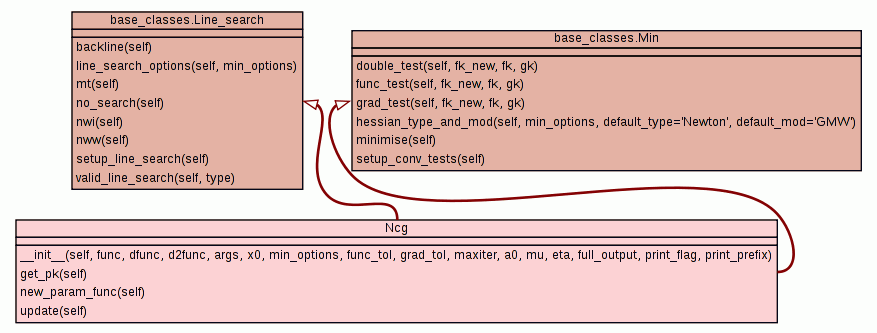 base_classes.Line_search
backline(self)
line_search_options(self, min_options)
mt(self)
no_search(self)
nwi(self)
nww(self)
setup_line_search(self)
valid_line_search(self, type)
base_classes.Min
double_test(self, fk_new, fk, gk)
func_test(self, fk_new, fk, gk)
grad_test(self, fk_new, fk, gk)
hessian_type_and_mod(self, min_options, default_type='Newton', default_mod='GMW')
minimise(self)
setup_conv_tests(self)
Ncg
__init__(self, func, dfunc, d2func, args, x0, min_options, func_tol, grad_tol, maxiter, a0, mu, eta, full_output, print_flag, print_prefix)
get_pk(self)
new_param_func(self)
update(self)